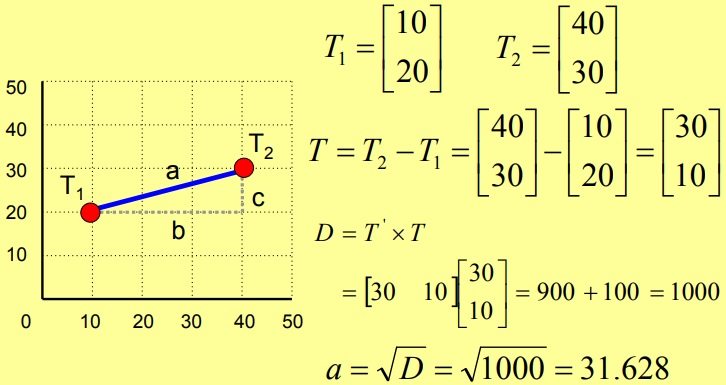 T₁ = [10 20] T₂ = [40 30]
T = T₂ − T₁ = [40 30] − [10 20] = [30 10]
D = T' × T
= [30 10] [30 10] = 900 + 100 = 1000
a = √D = √1000 = 31.628
50
40
30
20
10
0 10 20 30 40 50
T₁
T₂
a
b
c